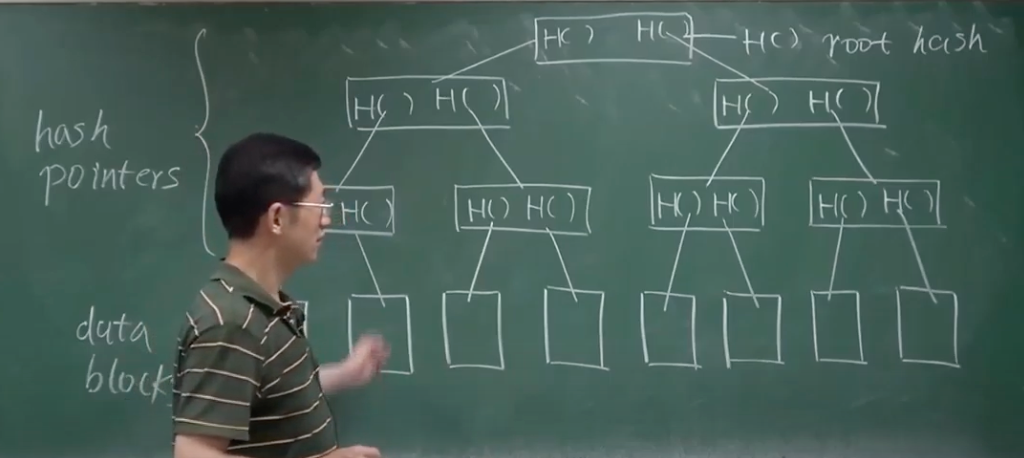 H( ) H( ) H( ) root hash
H( ) H( ) H( ) H( )
hash
pointers
H( ) H( ) H( ) H( ) H( ) H( ) H( )
data
block